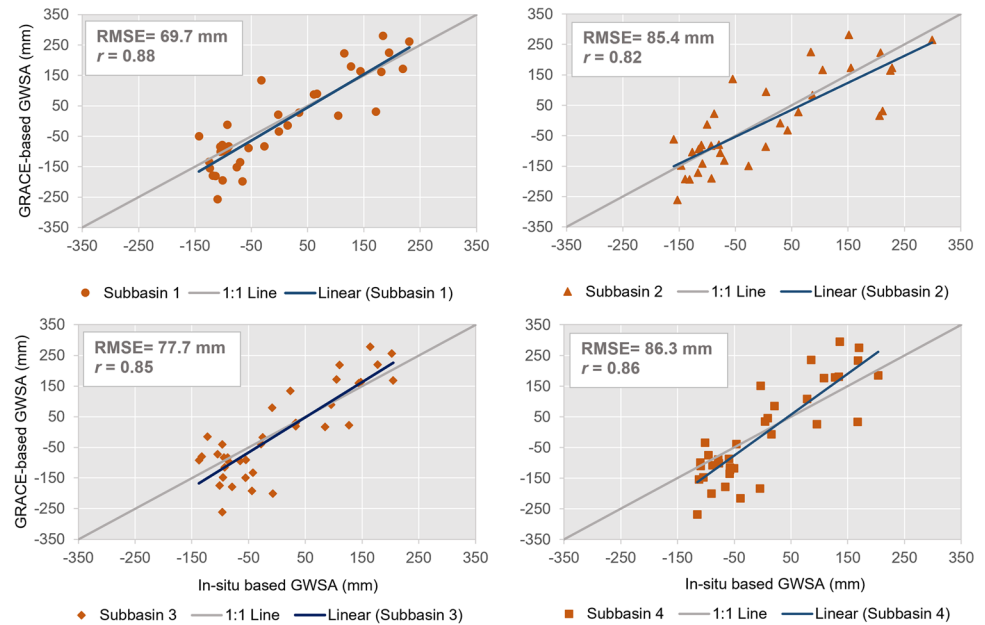 RMSE= 69.7 mm
r = 0.88
GRACE-based GWSA (mm)
350
250
150
50
-50
-150
-250
-350
-350 -250 -150 -50 50 150 250 350
Subbasin 1 1:1 Line Linear (Subbasin 1)
RMSE= 85.4 mm
r = 0.82
350
250
150
50
-50
-150
-250
-350
-350 -250 -150 -50 50 150 250 350
Subbasin 2 1:1 Line Linear (Subbasin 2)
RMSE= 77.7 mm
r = 0.85
GRACE-based GWSA (mm)
350
250
150
50
-50
-150
-250
-350
-350 -250 -150 -50 50 150 250 350
In-situ based GWSA (mm)
Subbasin 3 1:1 Line Linear (Subbasin 3)
RMSE= 86.3 mm
r = 0.86
350
250
150
50
-50
-150
-250
-350
-350 -250 -150 -50 50 150 250 350
In-situ based GWSA (mm)
Subbasin 4 1:1 Line Linear (Subbasin 4)